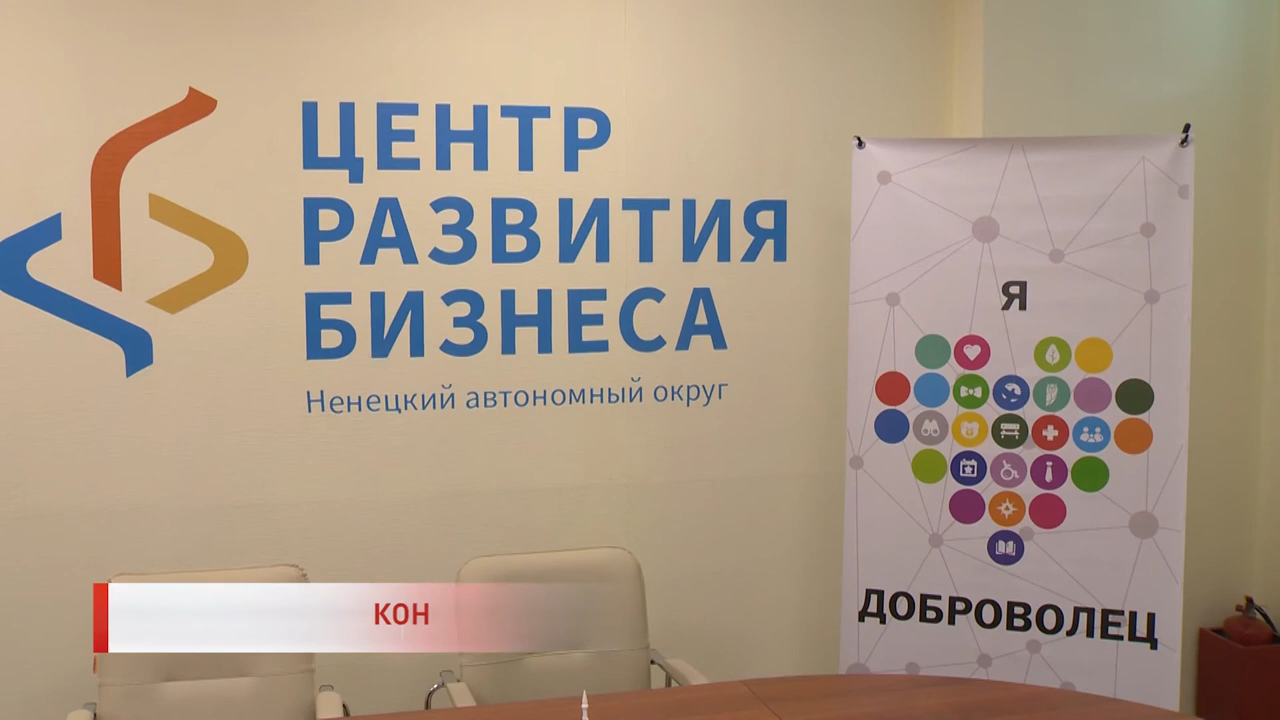 ЦЕНТР
РАЗВИТИЯ
БИЗНЕСА
Ненецкий автономный округ
Я
ДОБРОВОЛЕЦ
КОН